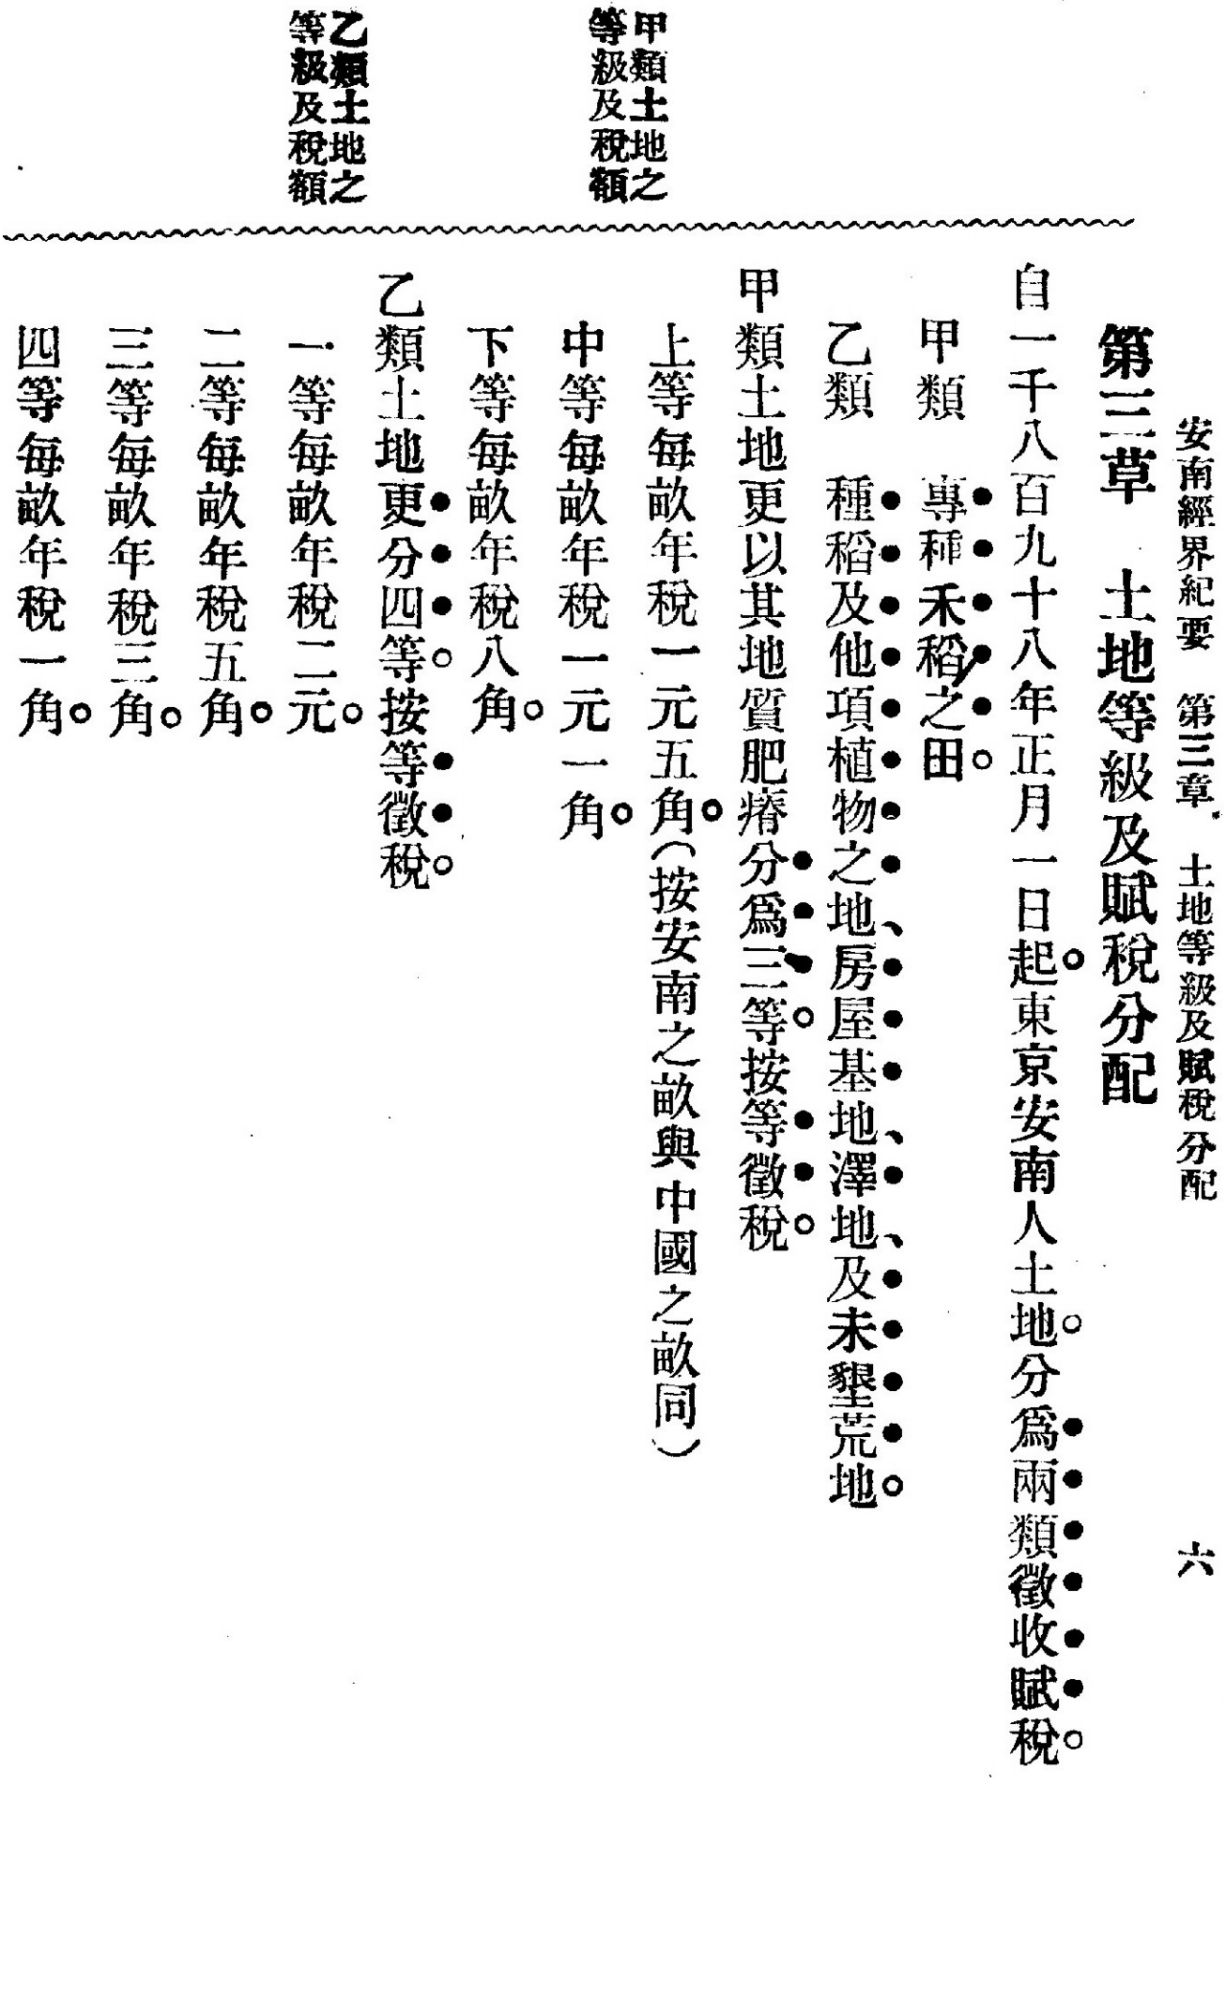 安南經界紀要　第三章　土地等級及賦稅分配　六
第三草　土地等級及賦稅分配
自一千八百九十八年正月一日起。東京安南人土地。分爲兩類徵收賦稅。
甲類　專種禾稻之田。
乙類　種稻及他項植物之地、房屋基地、澤地、及未墾荒地。
甲類土地之
等級及稅額
甲類土地更以其地質肥瘠分爲三等。按等徵稅。
上等每畝年稅一元五角。(按安南之畝與中國之畝同)
中等每畝年稅一元一角。
下等每畝年稅八角。
乙類土地之
等級及稅額
乙類土地更分四等。按等徵稅。
一等每畝年稅二元。
二等每畝年稅五角。
三等每畝年稅三角。
四等每畝年稅一角。